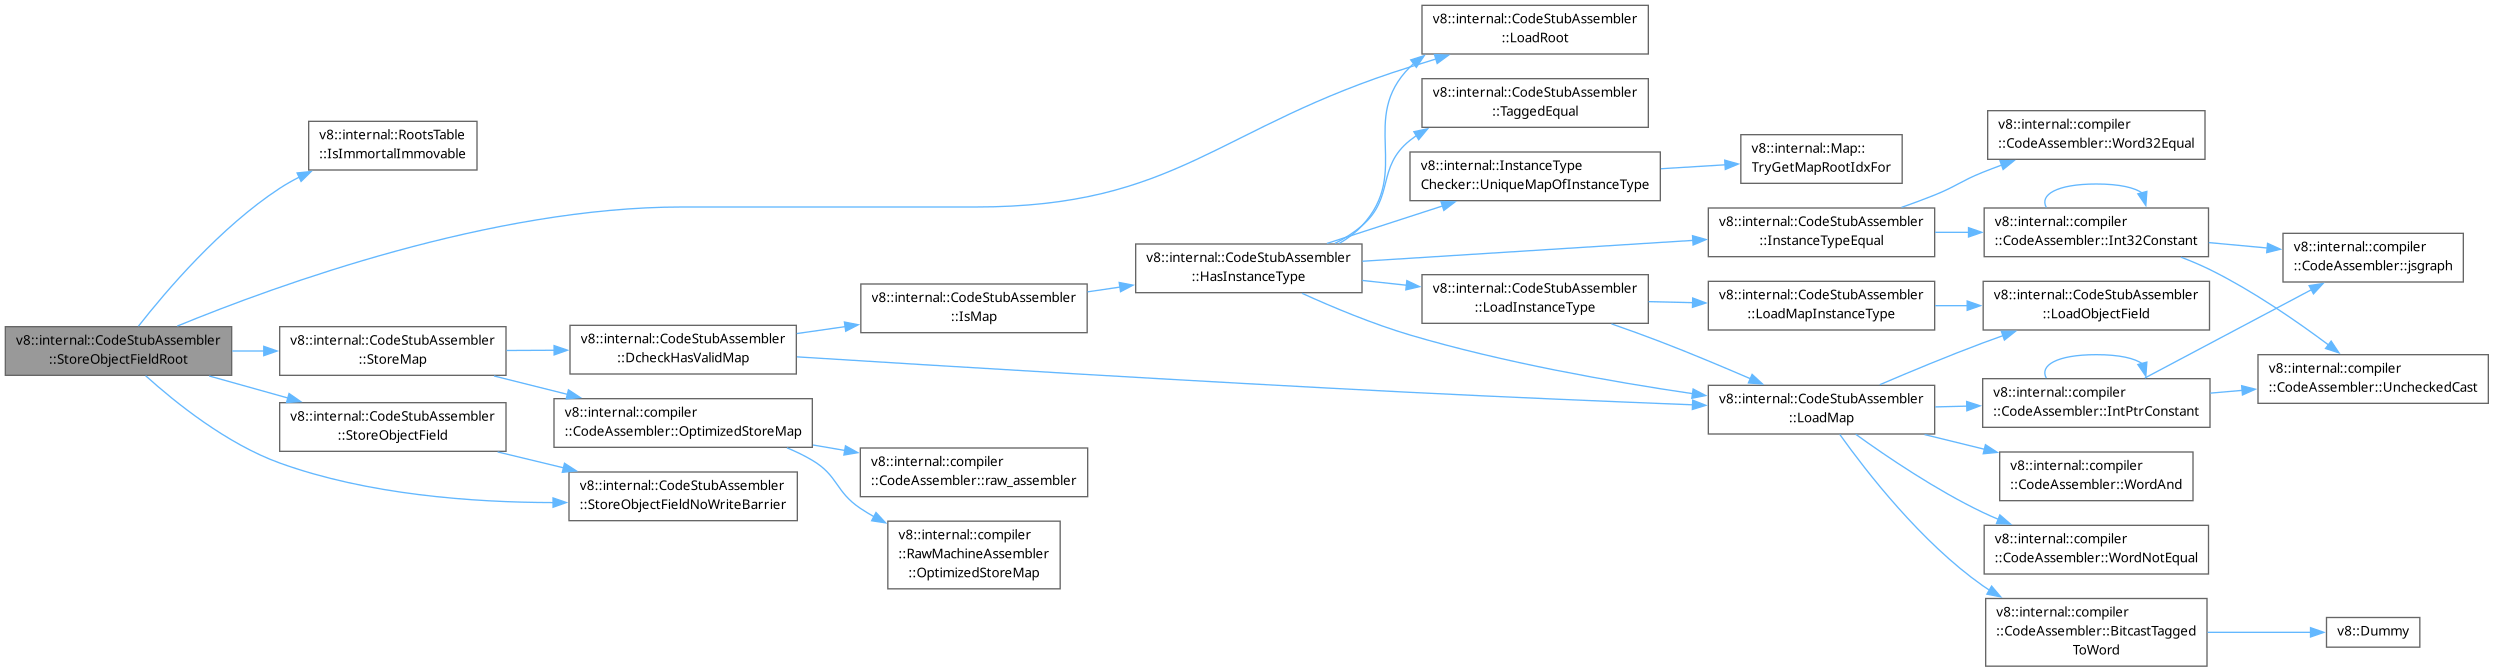 v8::internal::CodeStubAssembler
::StoreObjectFieldRoot
v8::internal::RootsTable
::IsImmortalImmovable
v8::internal::CodeStubAssembler
::StoreMap
v8::internal::CodeStubAssembler
::StoreObjectField
v8::internal::CodeStubAssembler
::DcheckHasValidMap
v8::internal::compiler
::CodeAssembler::OptimizedStoreMap
v8::internal::CodeStubAssembler
::StoreObjectFieldNoWriteBarrier
v8::internal::CodeStubAssembler
::IsMap
v8::internal::compiler
::CodeAssembler::raw_assembler
v8::internal::compiler
::RawMachineAssembler
::OptimizedStoreMap
v8::internal::CodeStubAssembler
::HasInstanceType
v8::internal::CodeStubAssembler
::LoadRoot
v8::internal::CodeStubAssembler
::TaggedEqual
v8::internal::InstanceType
Checker::UniqueMapOfInstanceType
v8::internal::CodeStubAssembler
::LoadInstanceType
v8::internal::Map::
TryGetMapRootIdxFor
v8::internal::CodeStubAssembler
::InstanceTypeEqual
v8::internal::CodeStubAssembler
::LoadMapInstanceType
v8::internal::CodeStubAssembler
::LoadMap
v8::internal::compiler
::CodeAssembler::Word32Equal
v8::internal::compiler
::CodeAssembler::Int32Constant
v8::internal::CodeStubAssembler
::LoadObjectField
v8::internal::compiler
::CodeAssembler::IntPtrConstant
v8::internal::compiler
::CodeAssembler::WordAnd
v8::internal::compiler
::CodeAssembler::WordNotEqual
v8::internal::compiler
::CodeAssembler::BitcastTagged
ToWord
v8::internal::compiler
::CodeAssembler::jsgraph
v8::internal::compiler
::CodeAssembler::UncheckedCast
v8::Dummy